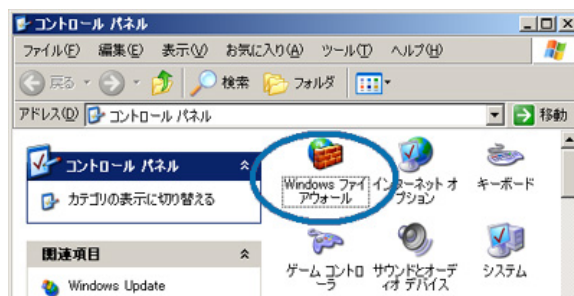 コントロール パネル
ファイル(F) 編集(E) 表示(V) お気に入り(A) ツール(T) ヘルプ(H)
戻る 検索 フォルダ
アドレス(D) コントロール パネル 移動
コントロール パネル
カテゴリの表示に切り替える
関連項目
Windows Update
Windows ファイ
アウォール
インターネット オ
プション
キーボード
ゲーム コントロ
ーラ
サウンドとオーデ
ィオ デバイス
システム